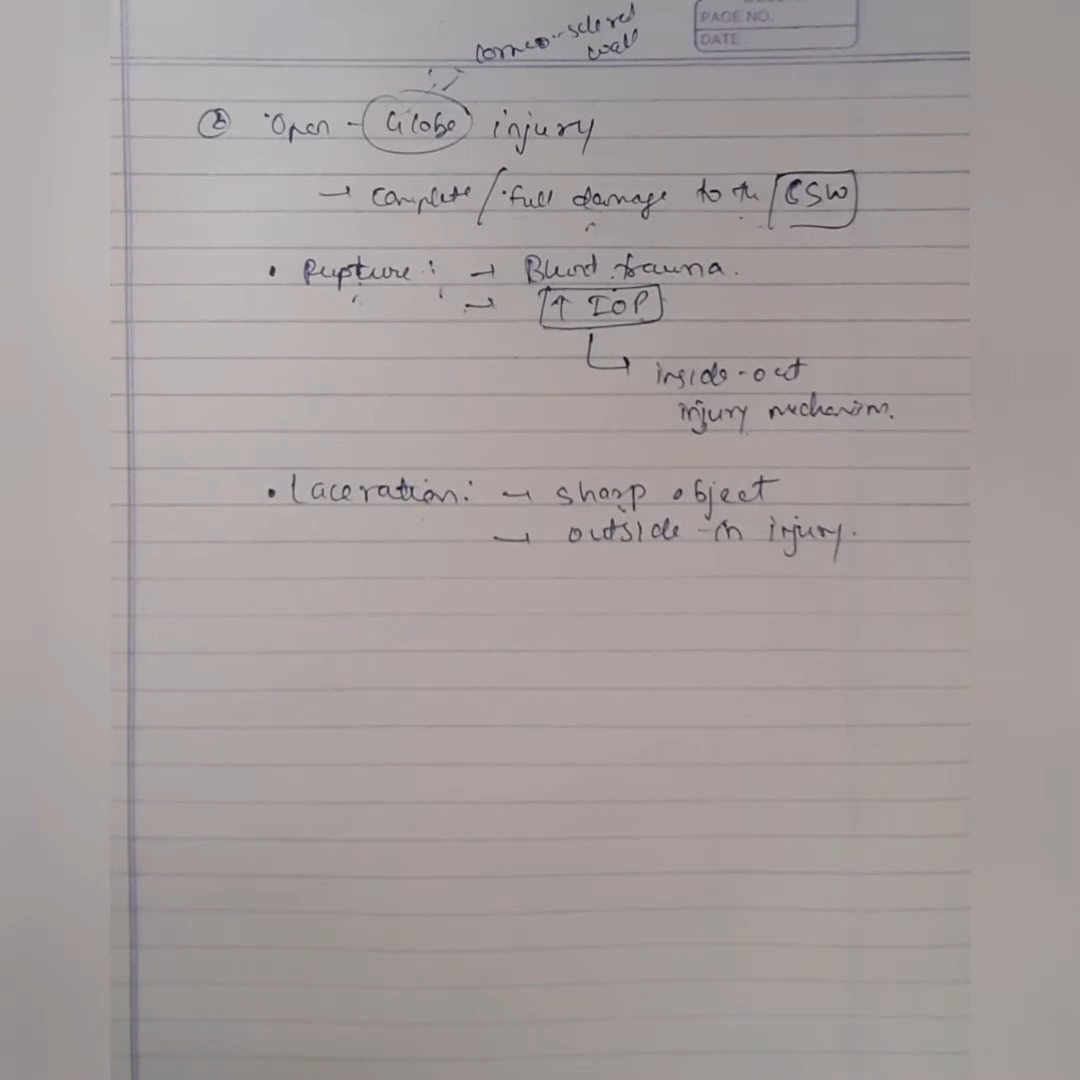 PAGE NO.
DATE
corneo-scleral
wall
② Open - Globe injury
→ complete / full damage to the CSW
• Rupture : → Blunt trauma.
→ ↑ IOP
inside-out
injury mechanism.
• Laceration: → sharp object
→ outside-in injury.